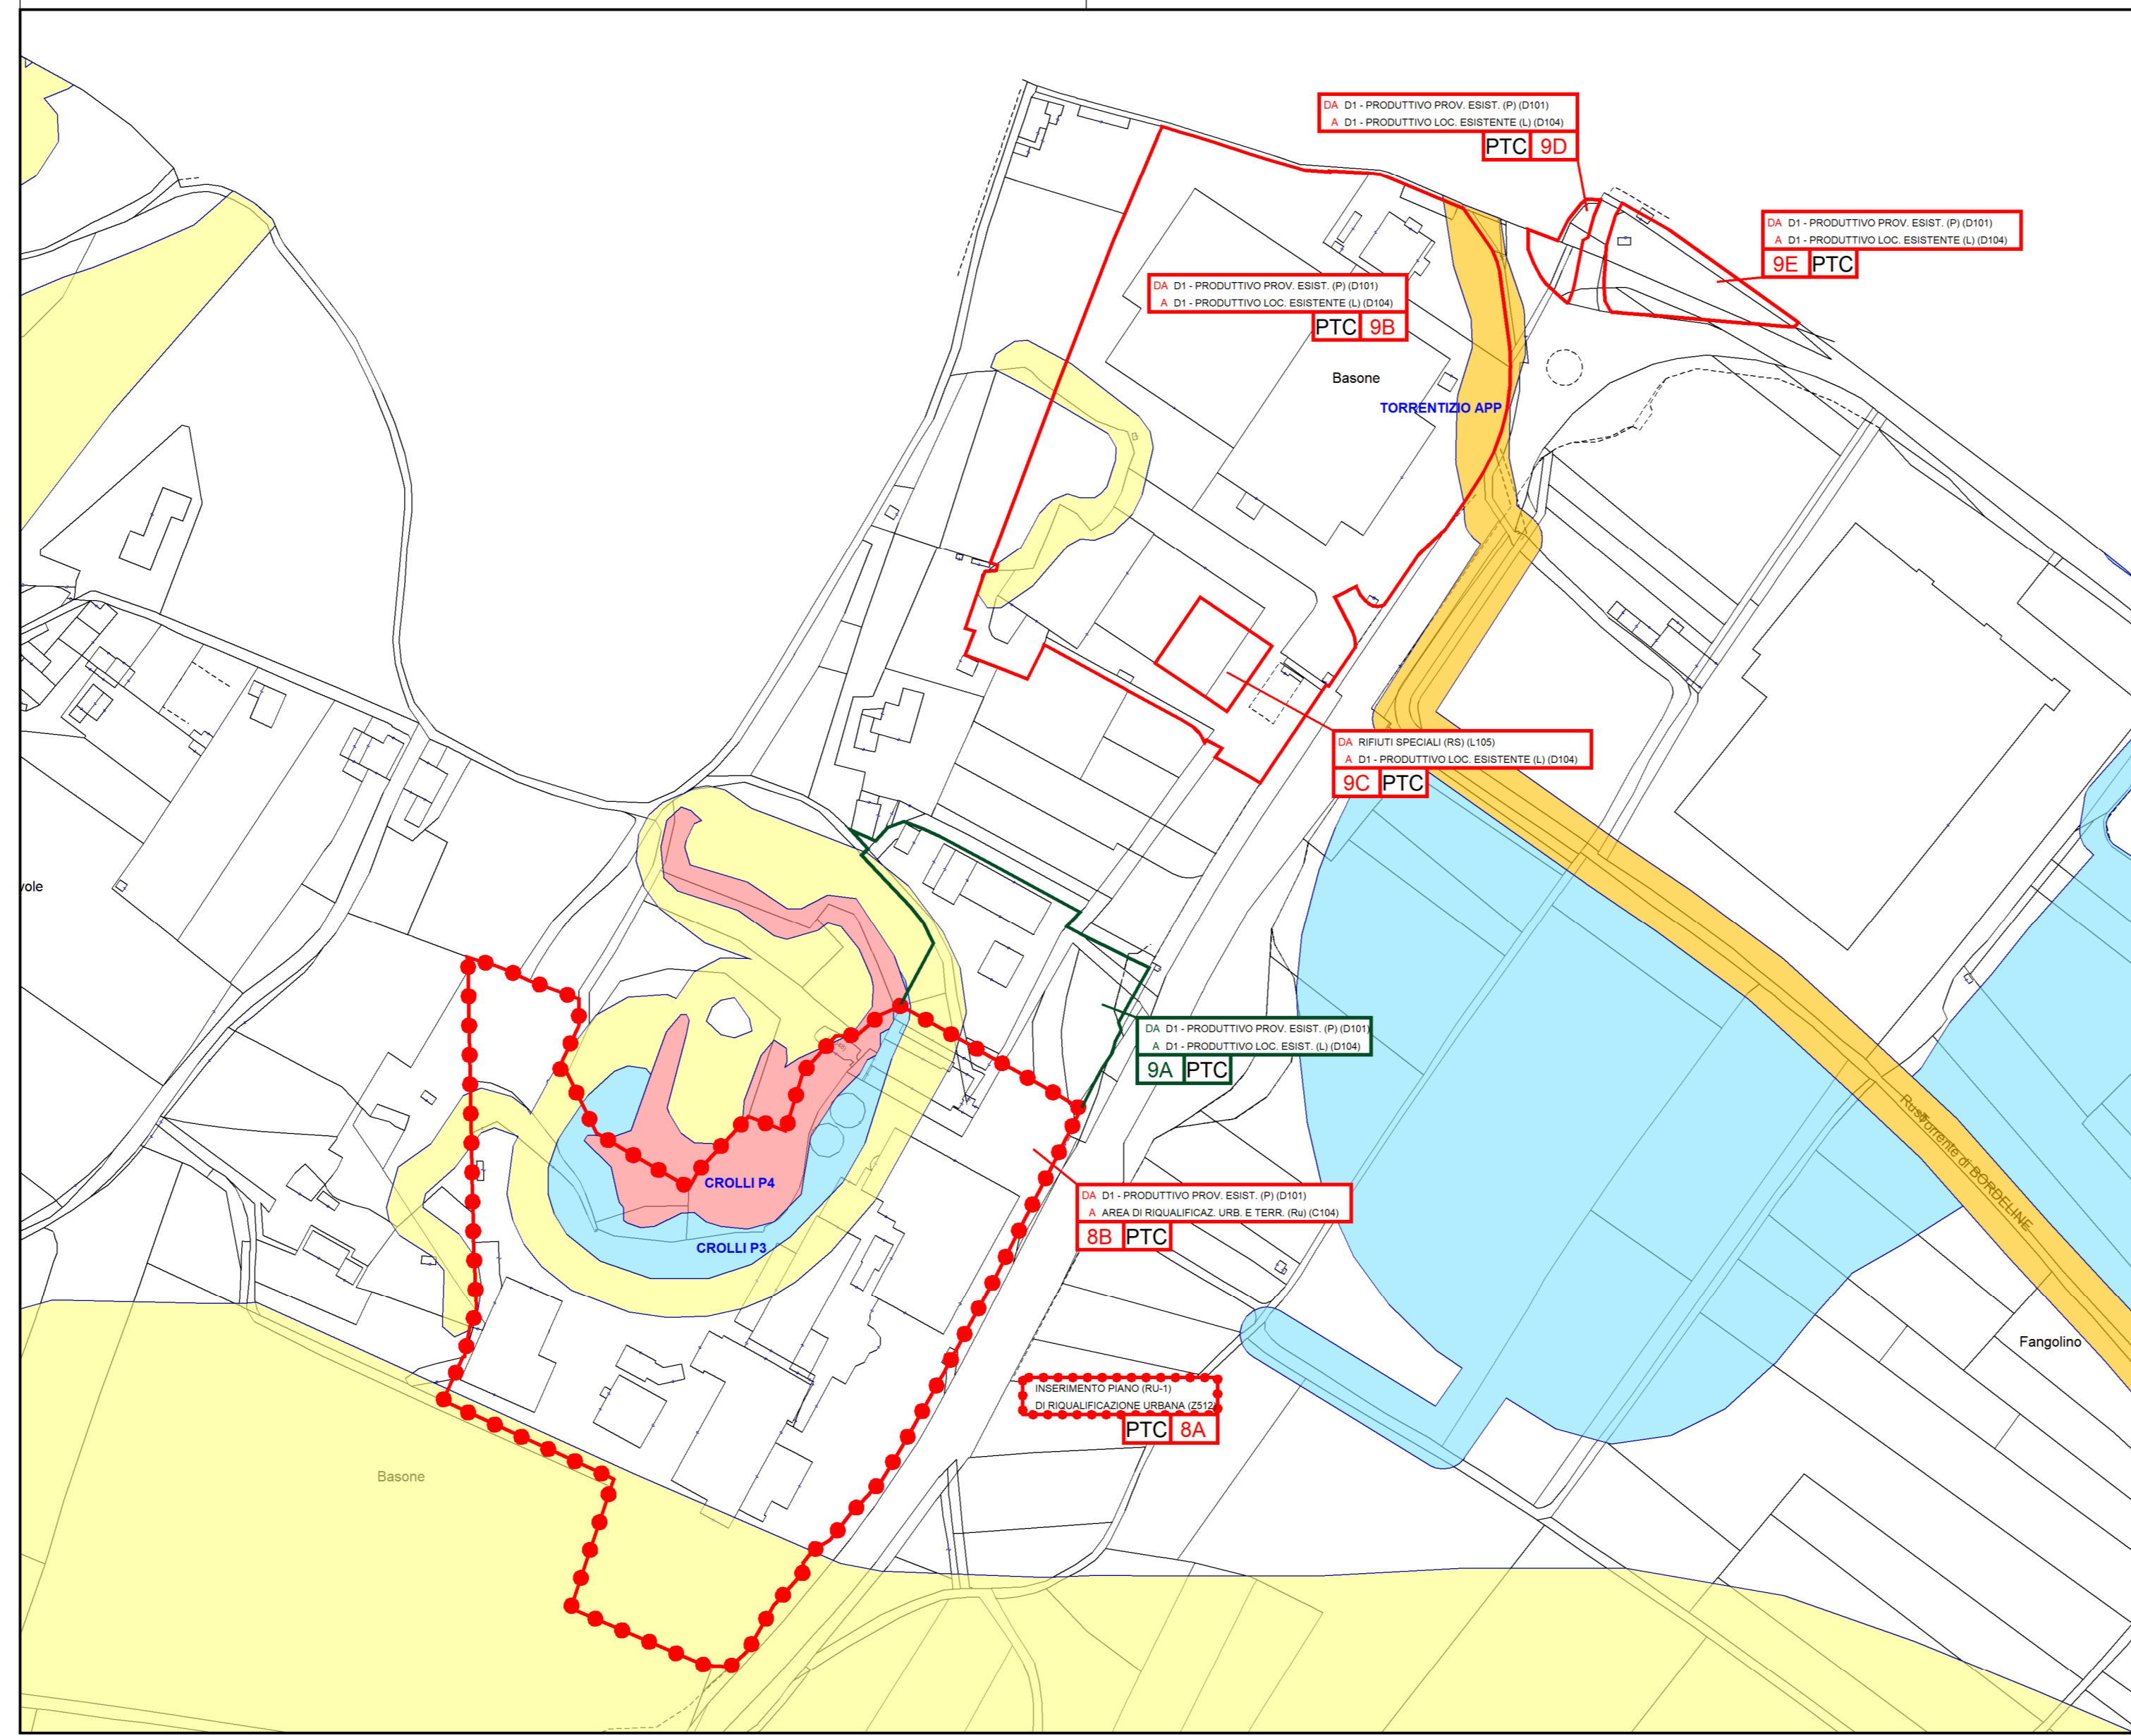 DA D1 - PRODUTTIVO PROV. ESIST. (P) (D101)
A D1 - PRODUTTIVO LOC. ESISTENTE (L) (D104)
PTC 9D
DA D1 - PRODUTTIVO PROV. ESIST. (P) (D101)
A D1 - PRODUTTIVO LOC. ESISTENTE (L) (D104)
9E PTC
DA D1 - PRODUTTIVO PROV. ESIST. (P) (D101)
A D1 - PRODUTTIVO LOC. ESISTENTE (L) (D104)
PTC 9B
Basone
TORRENTIZIO APP
DA RIFIUTI SPECIALI (RS) (L105)
A D1 - PRODUTTIVO LOC. ESISTENTE (L) (D104)
9C PTC
vole
DA D1 - PRODUTTIVO PROV. ESIST. (P) (D101)
A D1 - PRODUTTIVO LOC. ESIST. (L) (D104)
9A PTC
Torrente di BORDELINE
CROLLI P4
DA D1 - PRODUTTIVO PROV. ESIST. (P) (D101)
A AREA DI RIQUALIFICAZ. URB. E TERR. (Ru) (C104)
8B PTC
CROLLI P3
Fangolino
INSERIMENTO PIANO (RU-1)
DI RIQUALIFICAZIONE URBANA (Z512)
PTC 8A
Basone